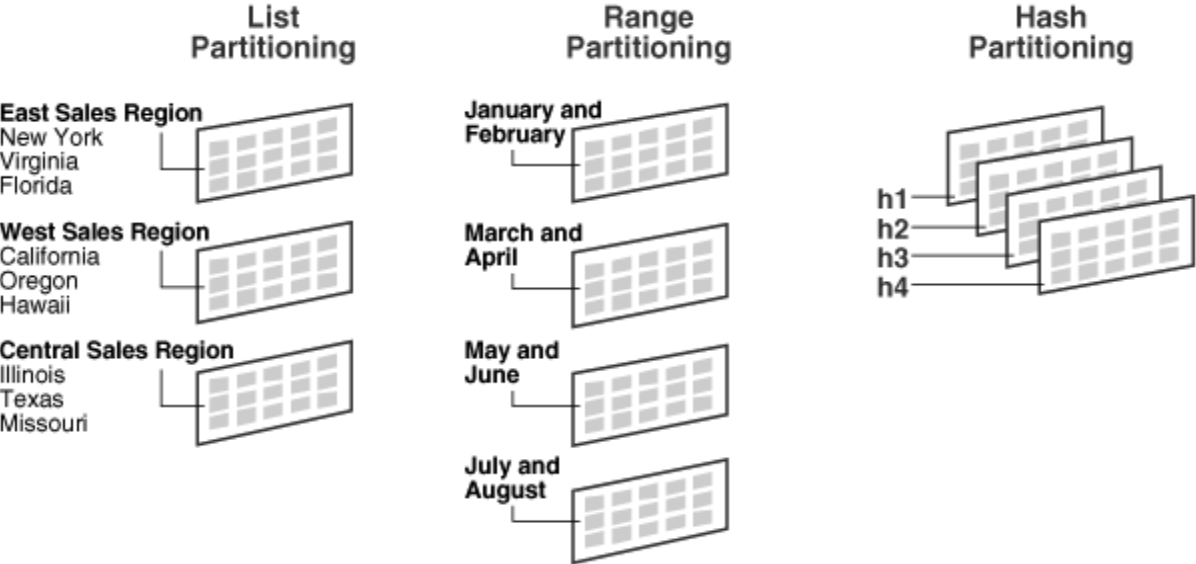 List
Partitioning
East Sales Region
New York
Virginia
Florida
West Sales Region
California
Oregon
Hawaii
Central Sales Region
Illinois
Texas
Missouri
Range
Partitioning
January and
February
March and
April
May and
June
July and
August
Hash
Partitioning
h1
h2
h3
h4